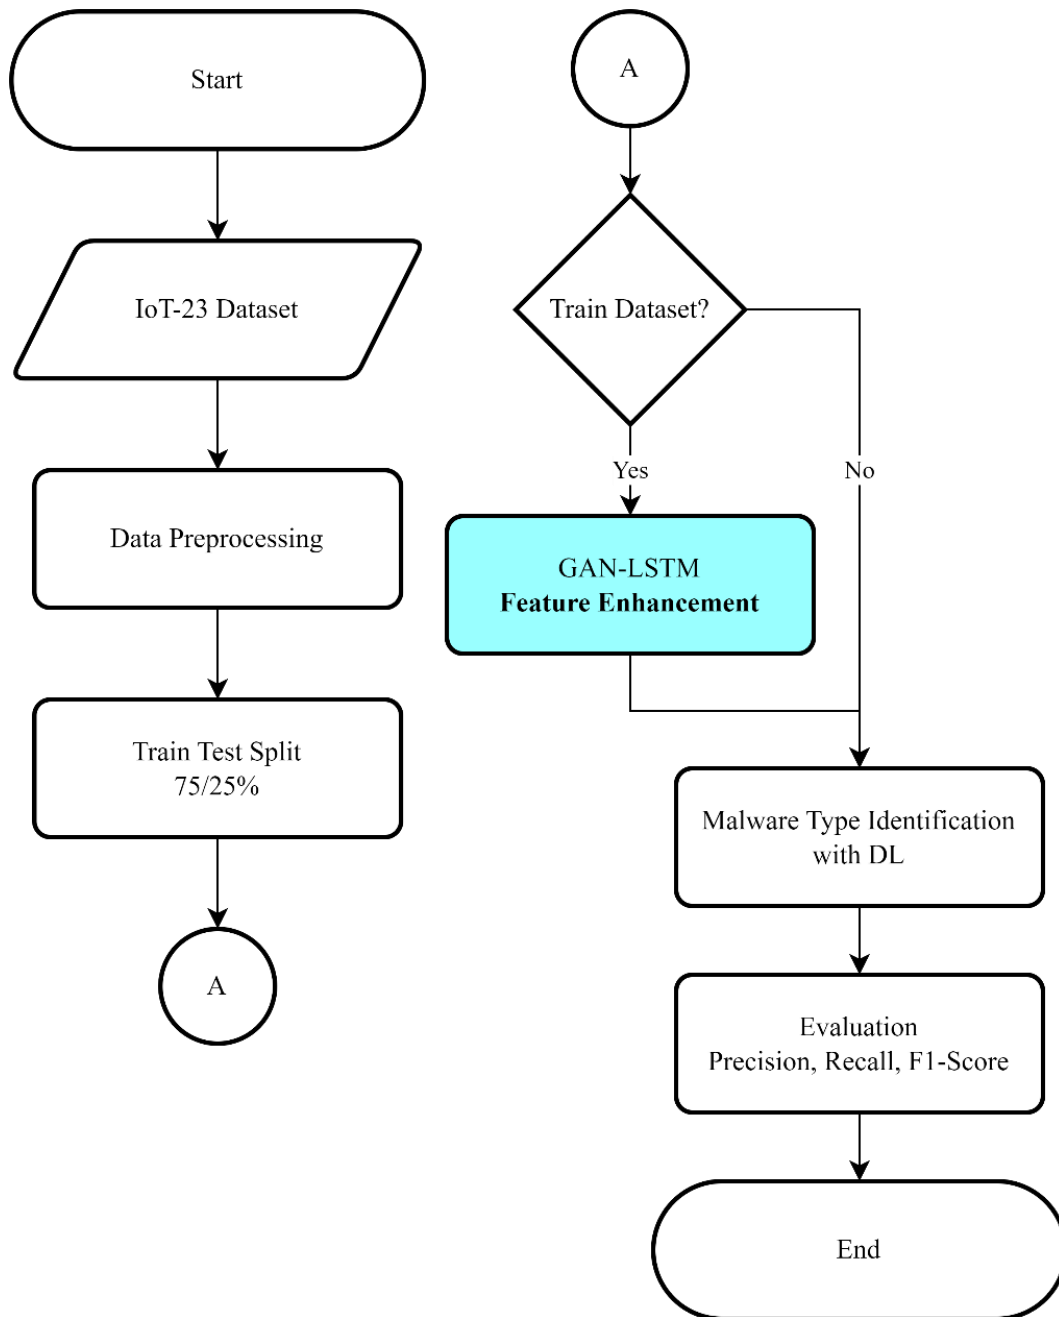 Start
IoT-23 Dataset
Data Preprocessing
Train Test Split
75/25%
A
A
Train Dataset?
Yes
No
GAN-LSTM
Feature Enhancement
Malware Type Identification
with DL
Evaluation
Precision, Recall, F1-Score
End